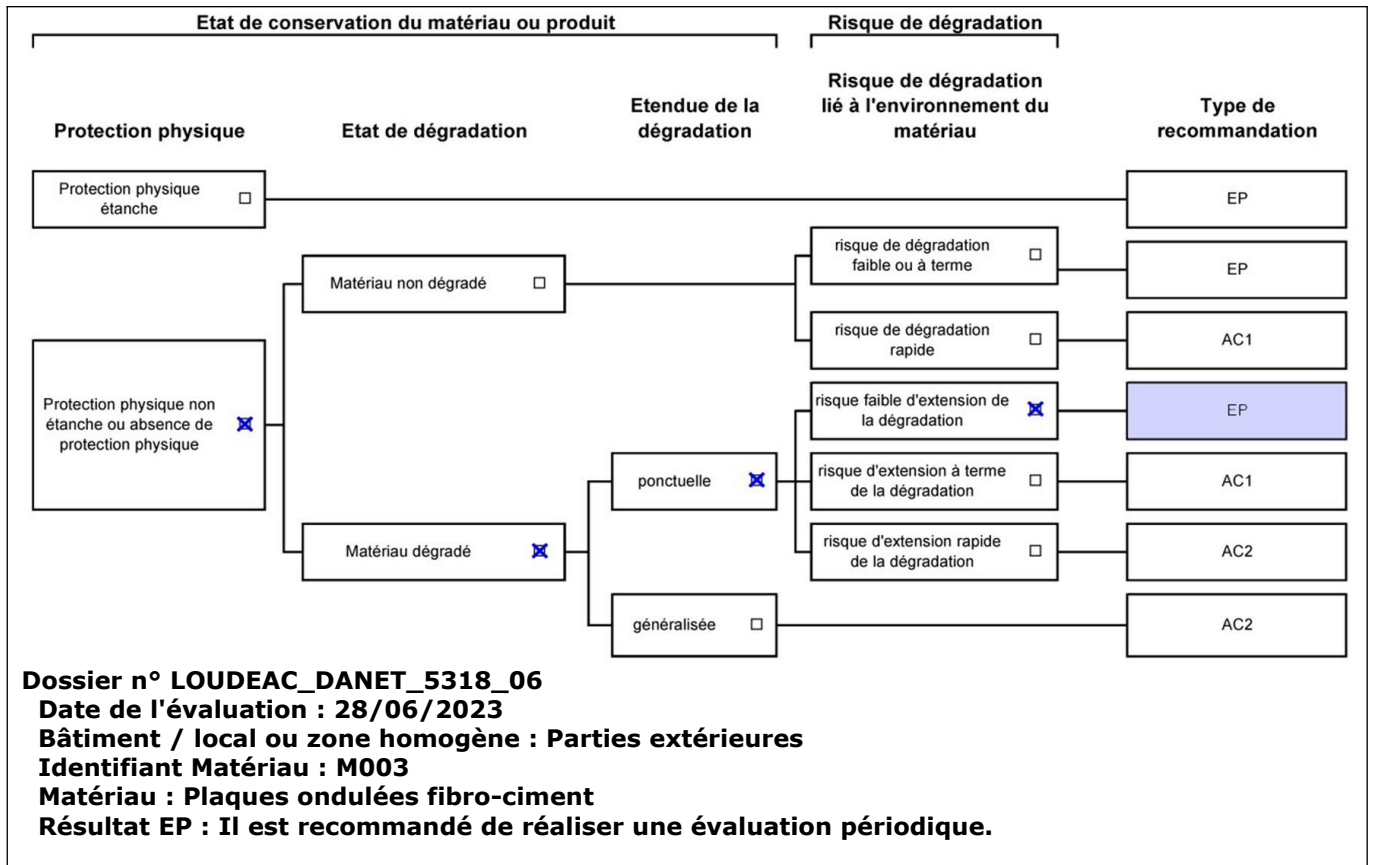 Etat de conservation du matériau ou produit
Risque de dégradation
Protection physique
Etat de dégradation
Etendue de la
dégradation
Risque de dégradation
lié à l'environnement du
matériau
Type de
recommandation
Protection physique
étanche
EP
risque de dégradation
faible ou à terme
EP
Matériau non dégradé
risque de dégradation
rapide
AC1
Protection physique non
étanche ou absence de
protection physique
risque faible d'extension de
la dégradation
EP
ponctuelle
risque d'extension à terme
de la dégradation
AC1
Matériau dégradé
risque d'extension rapide
de la dégradation
AC2
généralisée
AC2
Dossier n° LOUDEAC_DANET_5318_06
Date de l'évaluation : 28/06/2023
Bâtiment / local ou zone homogène : Parties extérieures
Identifiant Matériau : M003
Matériau : Plaques ondulées fibro-ciment
Résultat EP : Il est recommandé de réaliser une évaluation périodique.